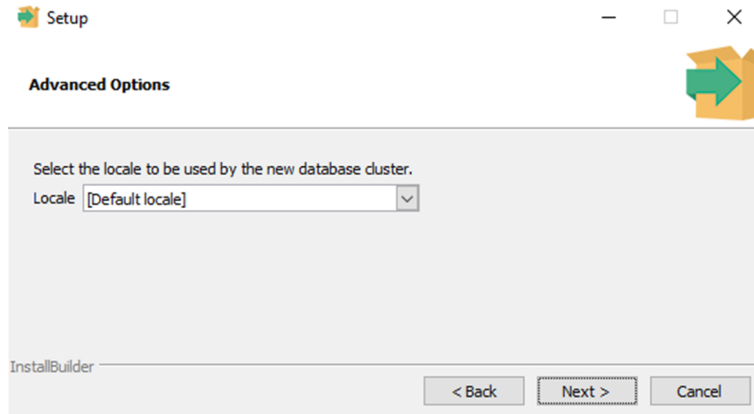 Setup
Advanced Options
Select the locale to be used by the new database cluster.
Locale [Default locale]
InstallBuilder
< Back Next > Cancel